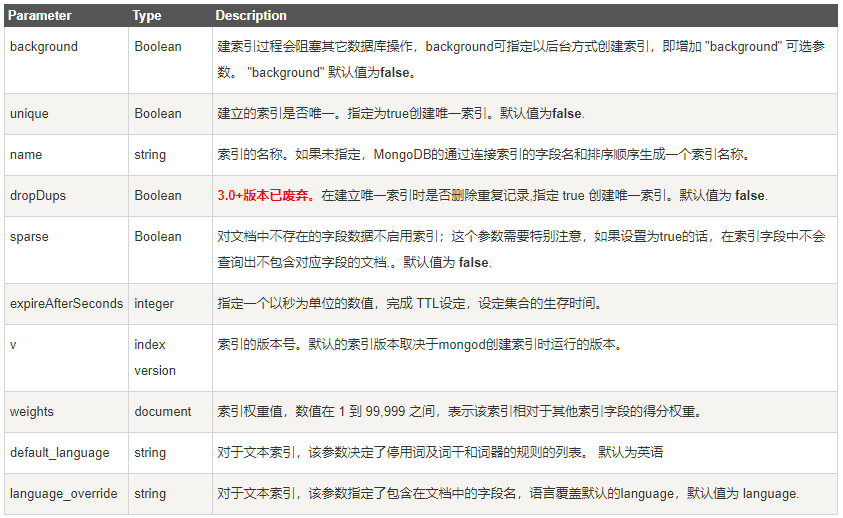 Parameter Type Description
background Boolean 建索引过程会阻塞其它数据库操作，background可指定以后台方式创建索引，即增加 "background" 可选参
数。 "background" 默认值为false。
unique Boolean 建立的索引是否唯一。指定为true创建唯一索引。默认值为false.
name string 索引的名称。如果未指定，MongoDB的通过连接索引的字段名和排序顺序生成一个索引名称。
dropDups Boolean 3.0+版本已废弃。在建立唯一索引时是否删除重复记录,指定 true 创建唯一索引。默认值为 false.
sparse Boolean 对文档中不存在的字段数据不启用索引；这个参数需要特别注意，如果设置为true的话，在索引字段中不会
查询出不包含对应字段的文档.。默认值为 false.
expireAfterSeconds integer 指定一个以秒为单位的数值，完成 TTL设定，设定集合的生存时间。
v index 索引的版本号。默认的索引版本取决于mongod创建索引时运行的版本。
version
weights document 索引权重值，数值在 1 到 99,999 之间，表示该索引相对于其他索引字段的得分权重。
default_language string 对于文本索引，该参数决定了停用词及词干和词器的规则的列表。 默认为英语
language_override string 对于文本索引，该参数指定了包含在文档中的字段名，语言覆盖默认的language，默认值为 language.